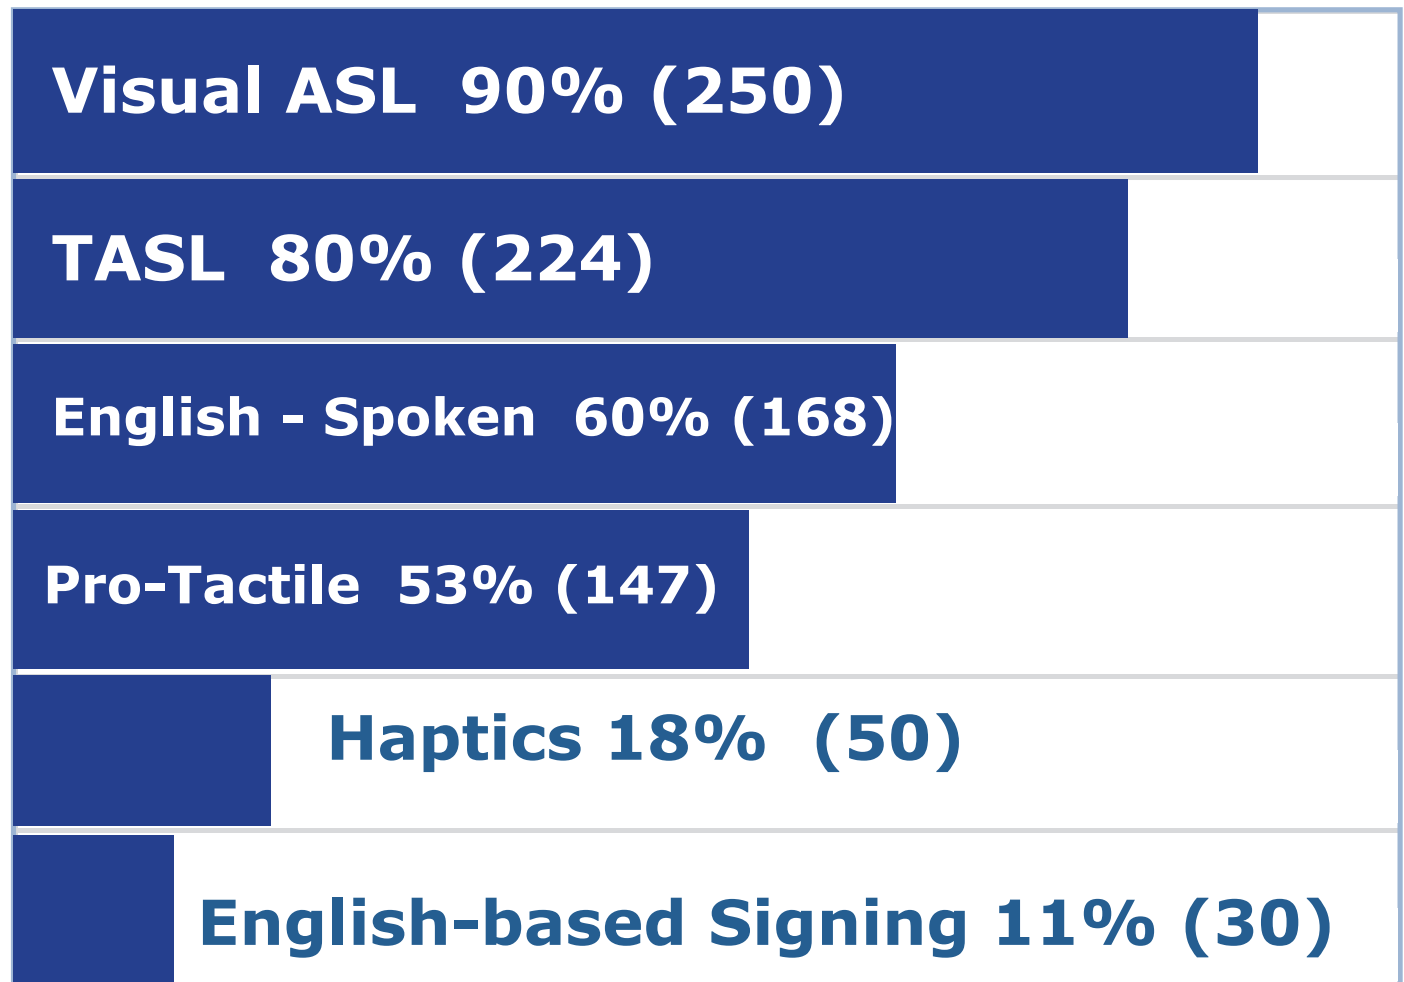 Visual ASL  90% (250)
TASL  80% (224)
English - Spoken  60% (168)
Pro-Tactile  53% (147)
Haptics 18%  (50)
English-based Signing 11% (30)